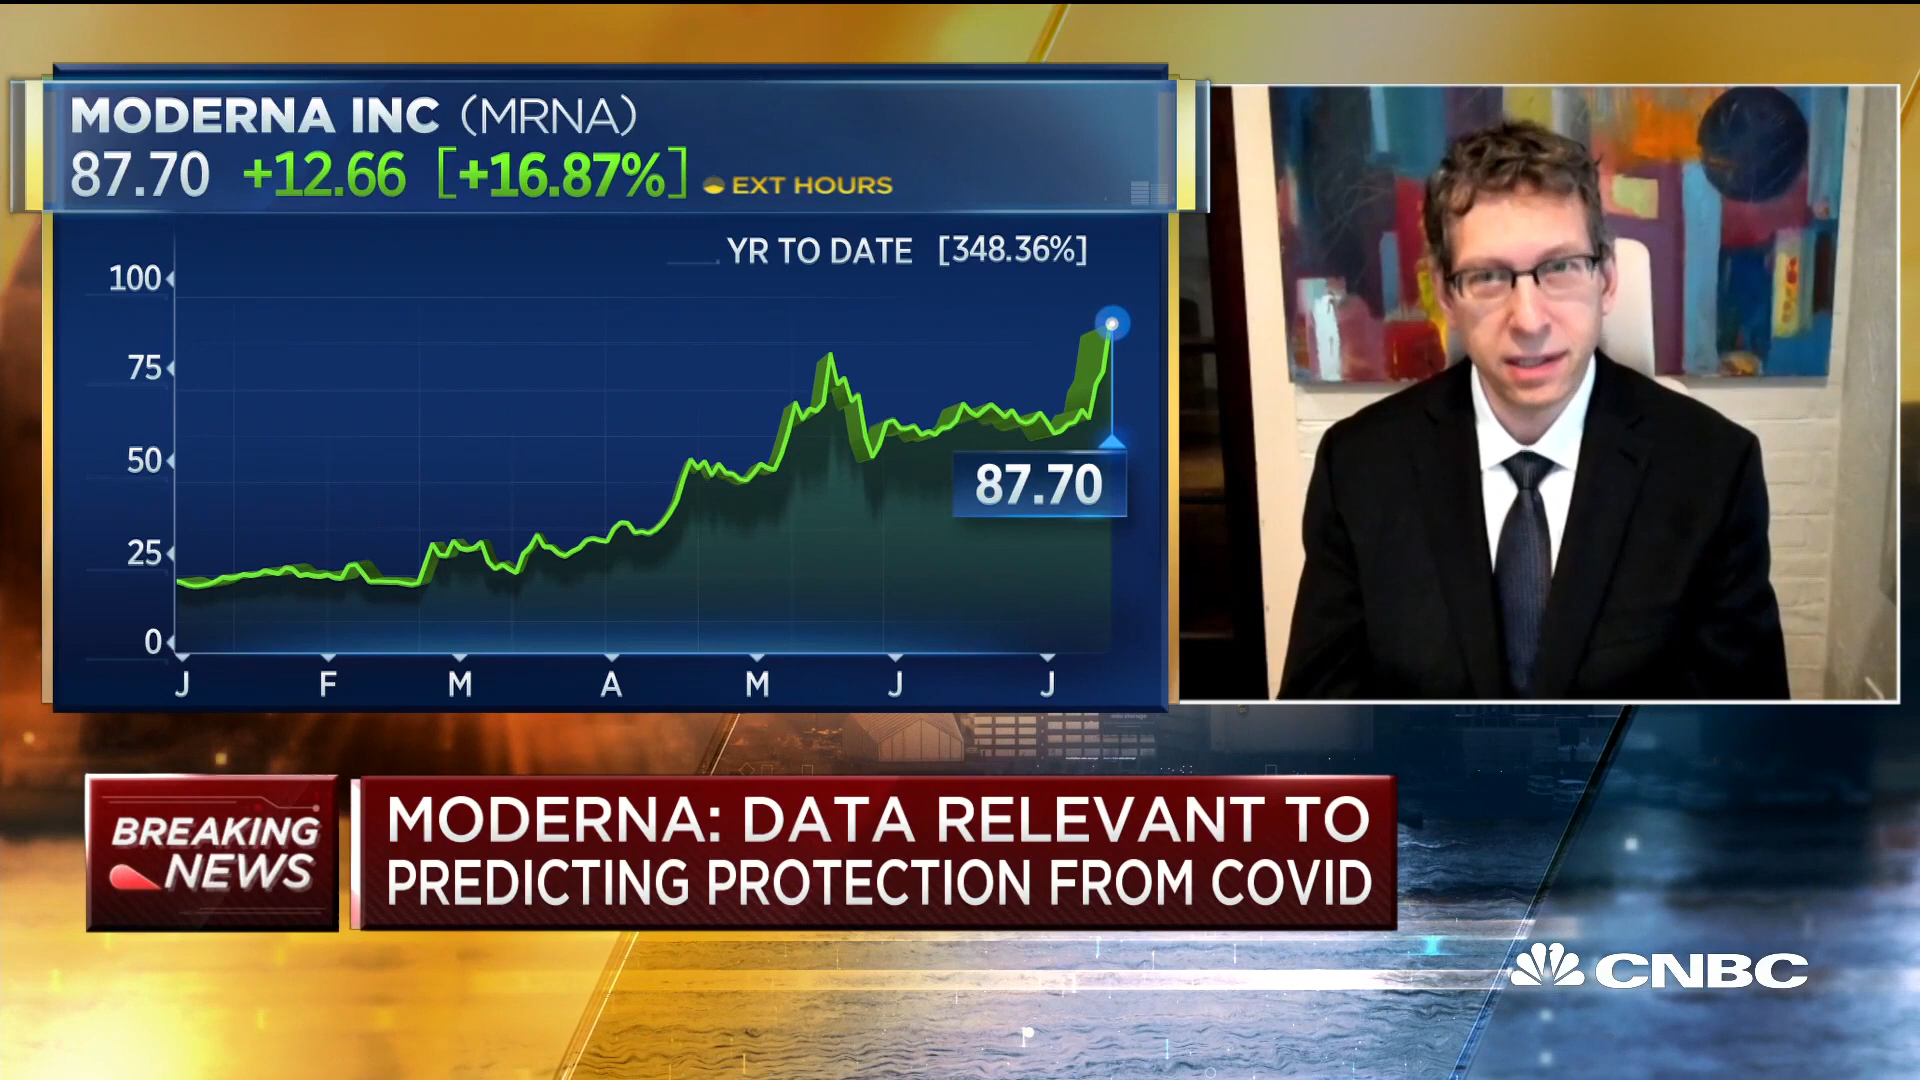 MODERNA INC (MRNA)
87.70 +12.66 [+16.87%] EXT HOURS
YR TO DATE [348.36%]
100
75
50
25
0
87.70
J F M A M J J
BREAKING
NEWS
MODERNA: DATA RELEVANT TO
PREDICTING PROTECTION FROM COVID
CNBC